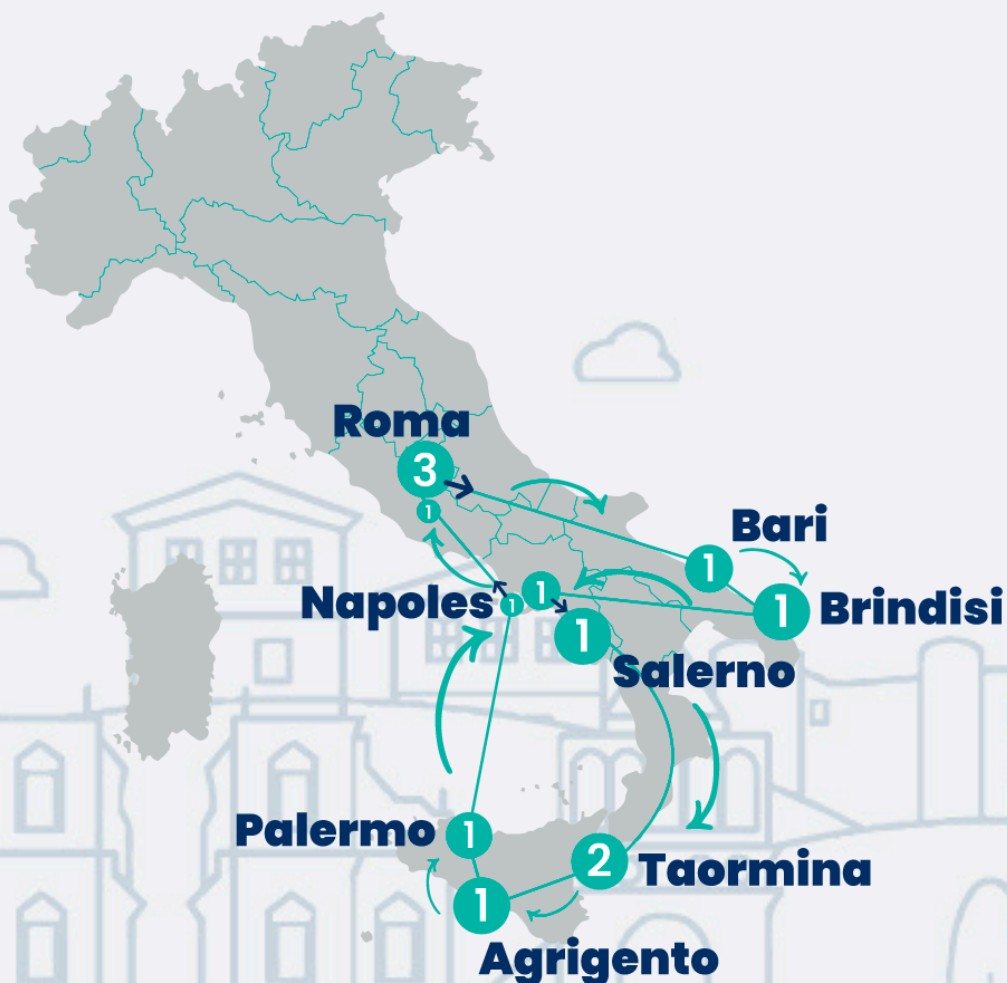 Roma
3
1
Bari
1
Napoles
1
1
1
Brindisi
1
Salerno
Palermo
1
2
Taormina
1
Agrigento